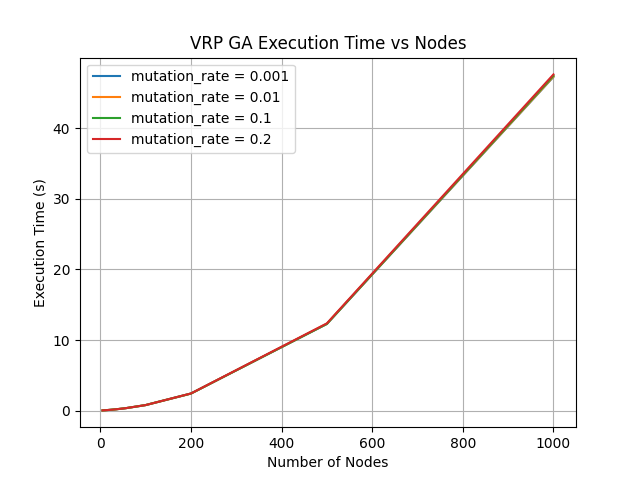 VRP GA Execution Time vs Nodes
mutation_rate = 0.001
mutation_rate = 0.01
mutation_rate = 0.1
mutation_rate = 0.2
Execution Time (s)
40
30
20
10
0
0 200 400 600 800 1000
Number of Nodes